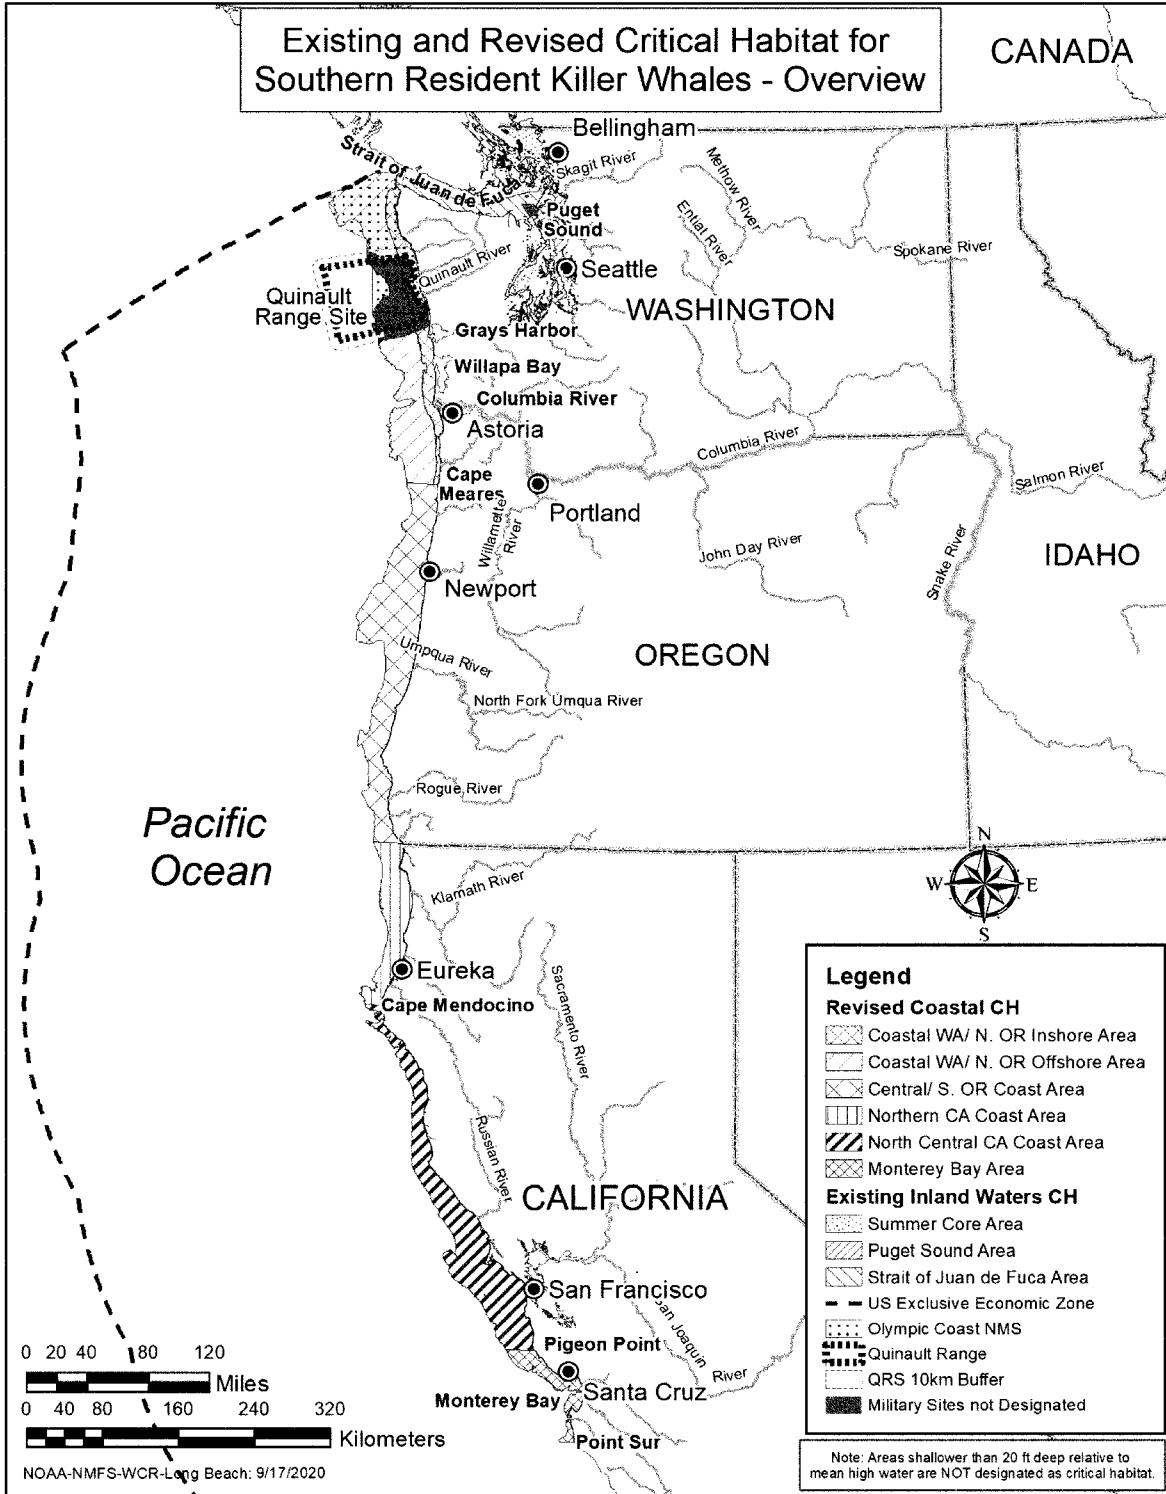 Existing and Revised Critical Habitat for
Southern Resident Killer Whales - Overview
CANADA
Bellingham
Strait of Juan de Fuca
Skagit River
Methow River
Puget
Sound
Entiat River
Spokane River
Quinault River
Seattle
Quinault
Range Site
WASHINGTON
Grays Harbor
Willapa Bay
Columbia River
Astoria
Columbia River
Cape
Meares
Salmon River
Portland
Willamette
River
John Day River
Snake River
IDAHO
Newport
Umpqua River
OREGON
North Fork Umqua River
Rogue River
Pacific
Ocean
N
W
E
S
Klamath River
Eureka
Sacramento River
Cape Mendocino
Russian River
CALIFORNIA
San Francisco
San Joaquin
River
Pigeon Point
Santa Cruz
Monterey Bay
Point Sur
Legend
Revised Coastal CH
Coastal WA/ N. OR Inshore Area
Coastal WA/ N. OR Offshore Area
Central/ S. OR Coast Area
Northern CA Coast Area
North Central CA Coast Area
Monterey Bay Area
Existing Inland Waters CH
Summer Core Area
Puget Sound Area
Strait of Juan de Fuca Area
US Exclusive Economic Zone
Olympic Coast NMS
Quinault Range
QRS 10km Buffer
Military Sites not Designated
0 20 40 80 120
Miles
0 40 80 160 240 320
Kilometers
NOAA-NMFS-WCR-Long Beach: 9/17/2020
Note: Areas shallower than 20 ft deep relative to
mean high water are NOT designated as critical habitat.